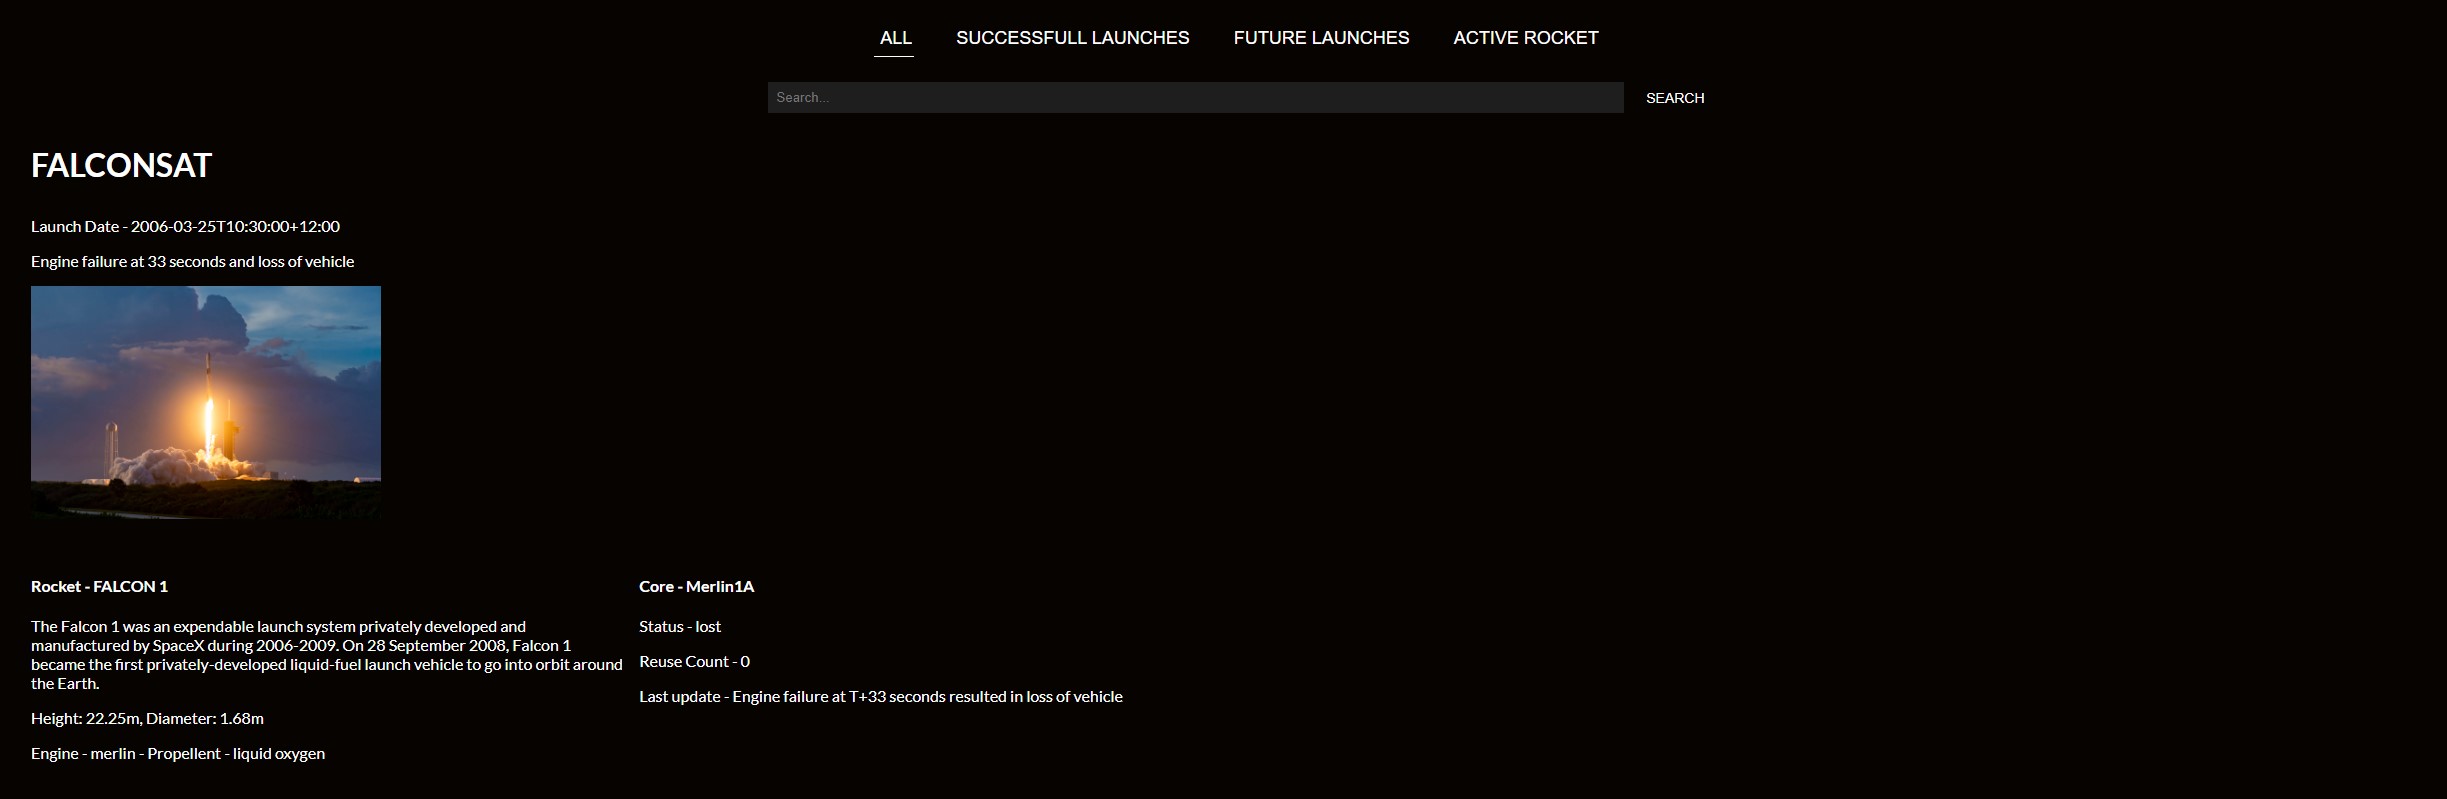 ALL SUCCESSFULL LAUNCHES FUTURE LAUNCHES ACTIVE ROCKET
Search... SEARCH
FALCONSAT
Launch Date - 2006-03-25T10:30:00+12:00
Engine failure at 33 seconds and loss of vehicle
Rocket - FALCON 1
The Falcon 1 was an expendable launch system privately developed and
manufactured by SpaceX during 2006-2009. On 28 September 2008, Falcon 1
became the first privately-developed liquid-fuel launch vehicle to go into orbit around
the Earth.
Height: 22.25m, Diameter: 1.68m
Engine - merlin - Propellent - liquid oxygen
Core - Merlin1A
Status - lost
Reuse Count - 0
Last update - Engine failure at T+33 seconds resulted in loss of vehicle